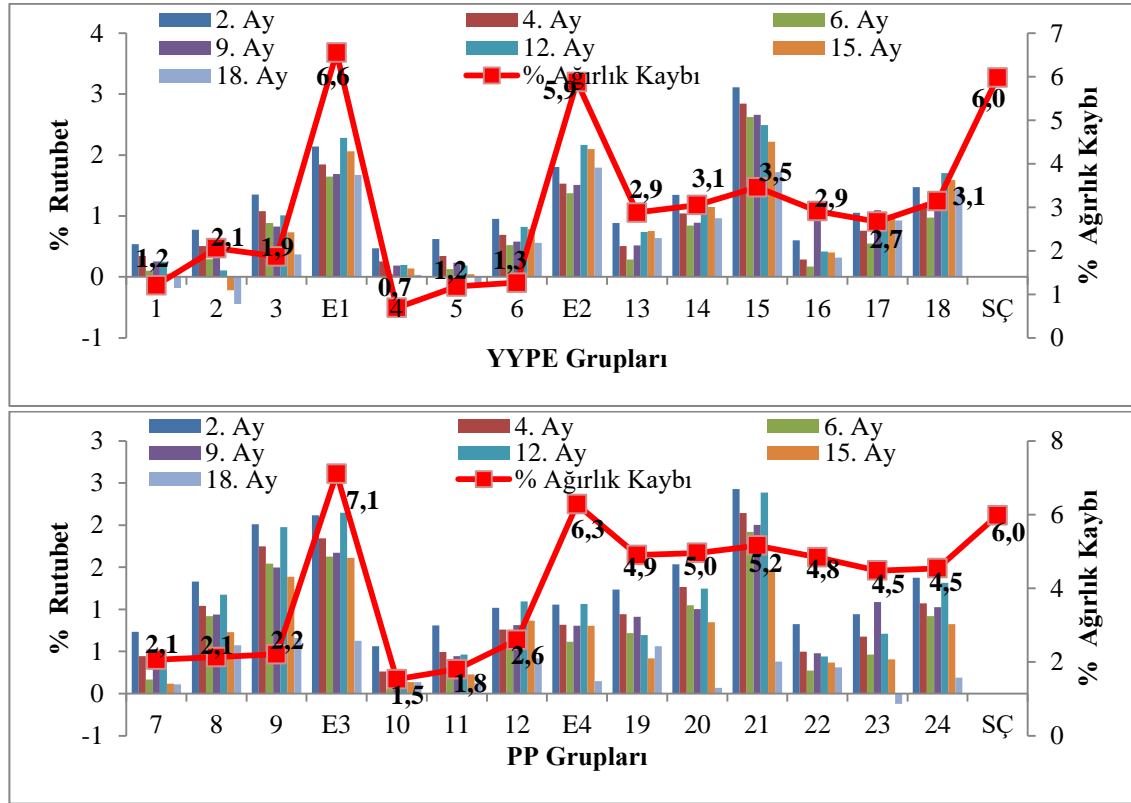 2. Ay 4. Ay 6. Ay
9. Ay 12. Ay 15. Ay
18. Ay % Ağırlık Kaybı
% Rutubet
4
3
2
1
0
-1
7
6
5
4
3
2
1
0
% Ağırlık Kaybı
1,2 2,1 1,9 6,6 0,7 1,2 1,3 5,9 2,9 3,1 3,5 2,9 2,7 3,1 6,0
1 2 3 E1 4 5 6 E2 13 14 15 16 17 18 SÇ
YYPE Grupları
2. Ay 4. Ay 6. Ay
9. Ay 12. Ay 15. Ay
18. Ay % Ağırlık Kaybı
% Rutubet
3
3
2
2
1
1
0
-1
8
6
4
2
0
% Ağırlık Kaybı
2,1 2,1 2,2 7,1 1,5 1,8 2,6 6,3 4,9 5,0 5,2 4,8 4,5 4,5 6,0
7 8 9 E3 10 11 12 E4 19 20 21 22 23 24 SÇ
PP Grupları